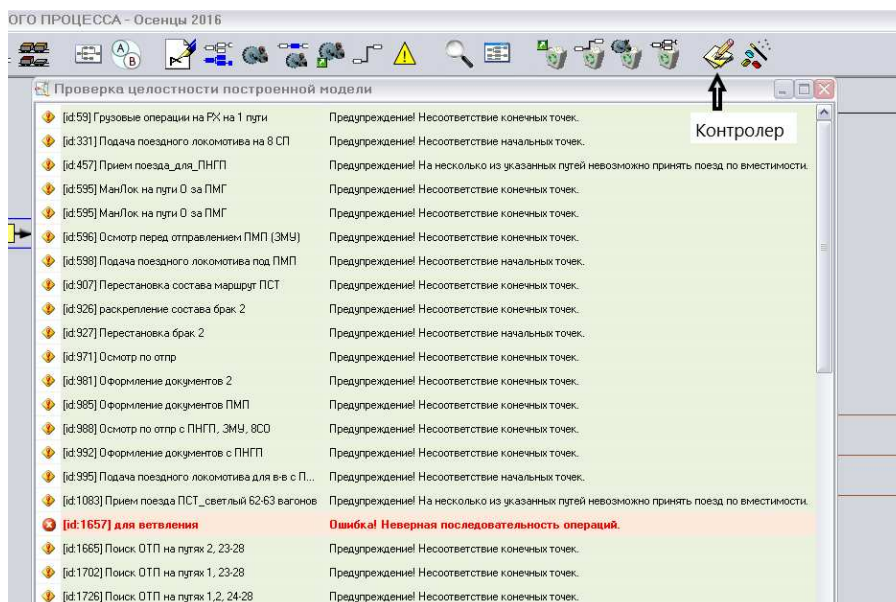 ОГО ПРОЦЕССА - Осенцы 2016
A
B
Проверка целостности построенной модели
Контролер
[id:59] Грузовые операции на РХ на 1 пути Предупреждение! Несоответствие конечных точек.
[id:331] Подача поездного локомотива на 8 СП Предупреждение! Несоответствие начальных точек.
[id:457] Прием поезда_для_ПНГП Предупреждение! На несколько из указанных путей невозможно принять поезд по вместимости.
[id:595] МанЛок на пути О за ПМГ Предупреждение! Несоответствие конечных точек.
[id:595] МанЛок на пути О за ПМГ Предупреждение! Несоответствие конечных точек.
[id:596] Осмотр перед отправлением ПМП (ЗМУ) Предупреждение! Несоответствие конечных точек.
[id:598] Подача поездного локомотива под ПМП Предупреждение! Несоответствие начальных точек.
[id:907] Перестановка состава маршрут ПСТ Предупреждение! Несоответствие конечных точек.
[id:926] раскрепление состава брак 2 Предупреждение! Несоответствие конечных точек.
[id:927] Перестановка брак 2 Предупреждение! Несоответствие начальных точек.
[id:971] Осмотр по отпр Предупреждение! Несоответствие конечных точек.
[id:981] Оформление документов 2 Предупреждение! Несоответствие конечных точек.
[id:985] Оформление документов ПМП Предупреждение! Несоответствие конечных точек.
[id:988] Осмотр по отпр с ПНГП, ЗМУ, 8СО Предупреждение! Несоответствие конечных точек.
[id:992] Оформление документов с ПНГП Предупреждение! Несоответствие конечных точек.
[id:995] Подача поездного локомотива для в-в с П... Предупреждение! Несоответствие начальных точек.
[id:1083] Прием поезда ПСТ_светлый 62-63 вагонов Предупреждение! На несколько из указанных путей невозможно принять поезд по вместимости.
[id:1657] для ветвления Ошибка! Неверная последовательность операций.
[id:1665] Поиск ОТП на путях 2, 23-28 Предупреждение! Несоответствие конечных точек.
[id:1702] Поиск ОТП на путях 1, 23-28 Предупреждение! Несоответствие конечных точек.
[id:1726] Поиск ОТП на путях 1,2, 24-28 Предупреждение! Несоответствие конечных точек.